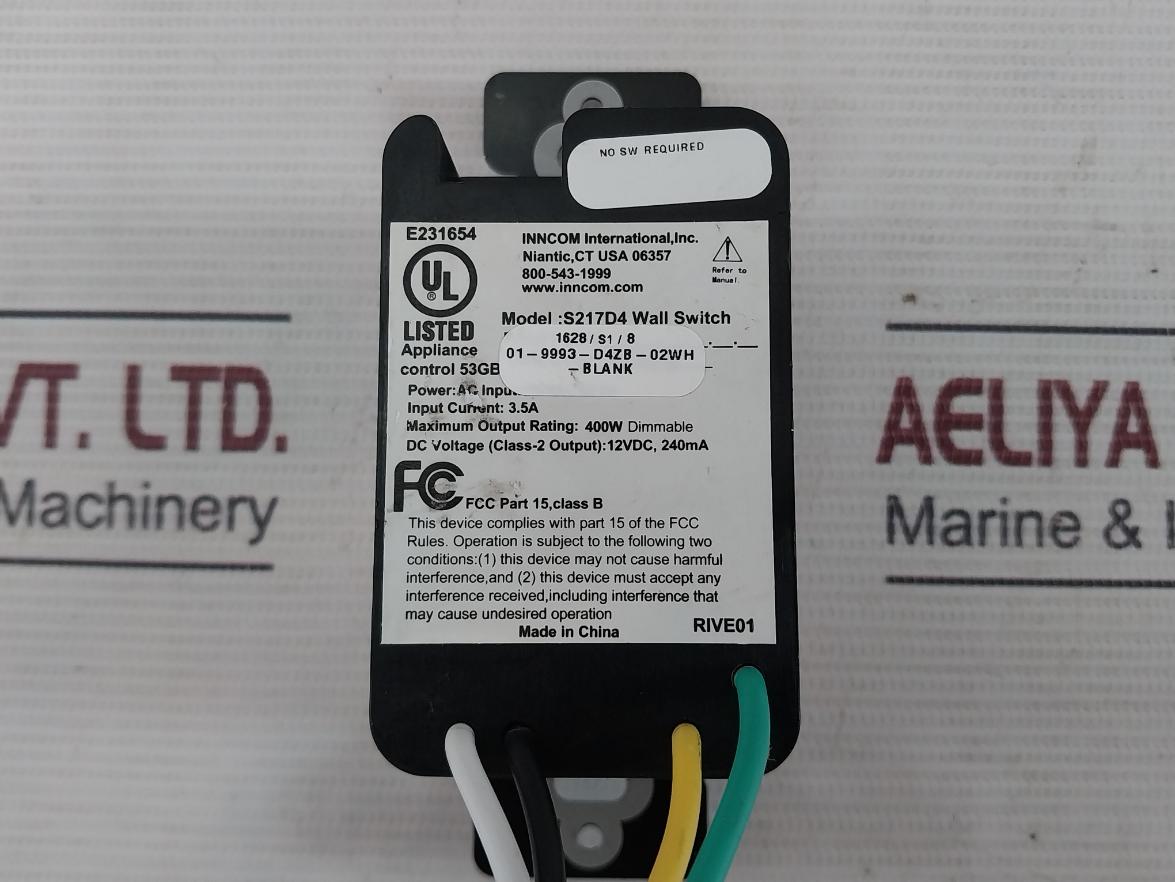 NO SW REQUIRED
E231654
UL
®
LISTED
Appliance
control 53GB
INNCOM International,Inc.
Niantic,CT USA 06357
800-543-1999
www.inncom.com
Refer to
Manual.
Model :S217D4 Wall Switch
1628/S1/8
01-9993-D4ZB-02WH
-BLANK
Power:AC Input
Input Current: 3.5A
Maximum Output Rating: 400W Dimmable
DC Voltage (Class-2 Output):12VDC, 240mA
FC FCC Part 15,class B
This device complies with part 15 of the FCC
Rules. Operation is subject to the following two
conditions:(1) this device may not cause harmful
interference,and (2) this device must accept any
interference received,including interference that
may cause undesired operation
Made in China
RIVE01
VT. LTD.
Machinery
AELIYA
Marine &